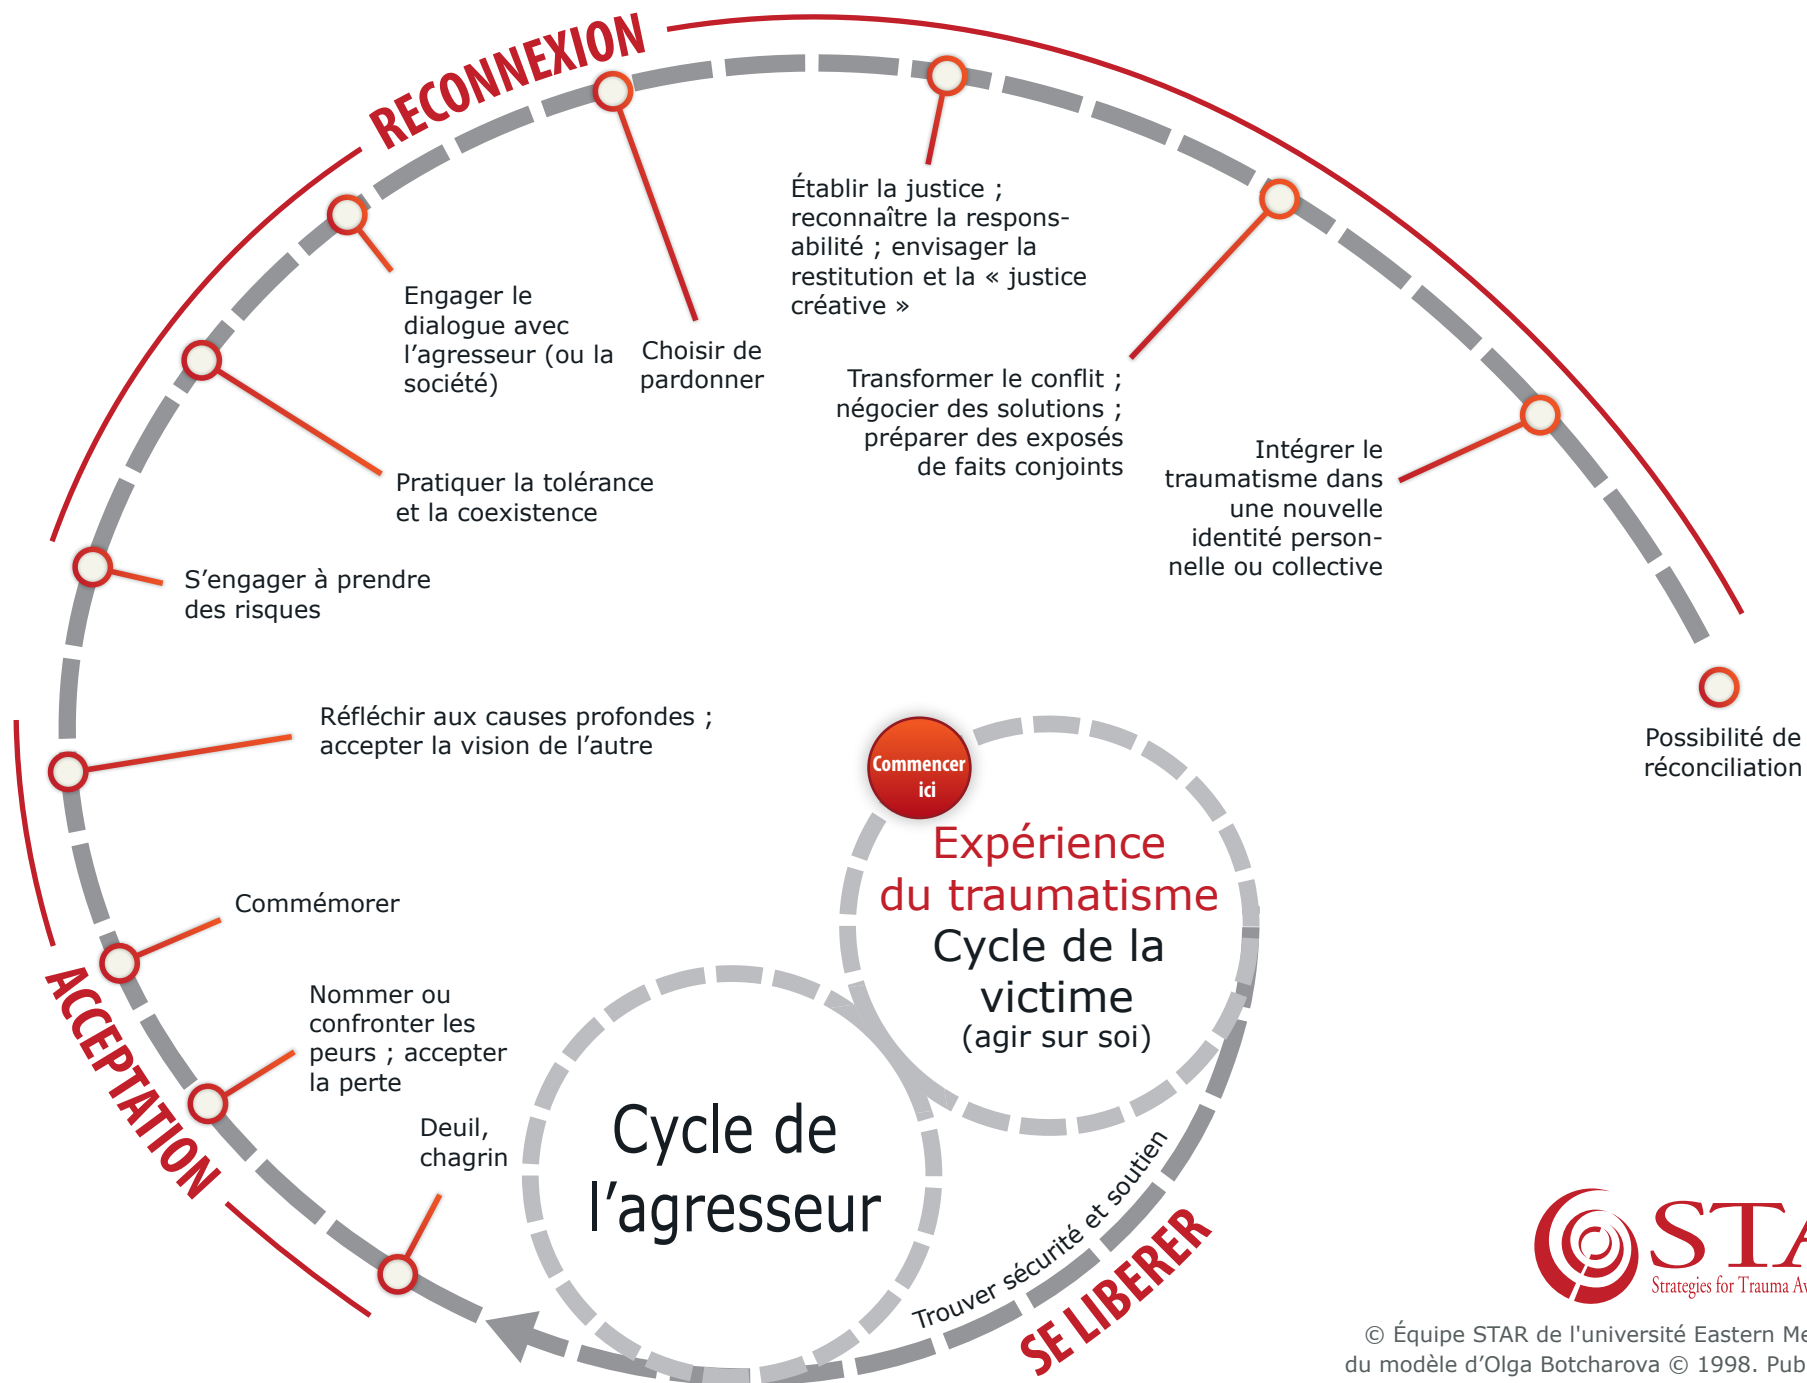 RECONNEXION
Établir la justice ;
reconnaître la respons-
abilité ; envisager la
restitution et la « justice
créative »
Engager le
dialogue avec
l’agresseur (ou la
société)
Choisir de
pardonner
Transformer le conflit ;
négocier des solutions ;
préparer des exposés
de faits conjoints
Intégrer le
traumatisme dans
une nouvelle
identité person-
nelle ou collective
Pratiquer la tolérance
et la coexistence
S’engager à prendre
des risques
Possibilité de
réconciliation
Réfléchir aux causes profondes ;
accepter la vision de l’autre
Commencer
ici
Expérience
du traumatisme
Cycle de la
victime
(agir sur soi)
Commémorer
ACCEPTATION
Nommer ou
confronter les
peurs ; accepter
la perte
Deuil,
chagrin
Cycle de
l’agresseur
Trouver sécurité et soutien
SE LIBERER
STA
Strategies for Trauma
© Équipe STAR de l'université Eastern
du modèle d’Olga Botcharova © 1998.